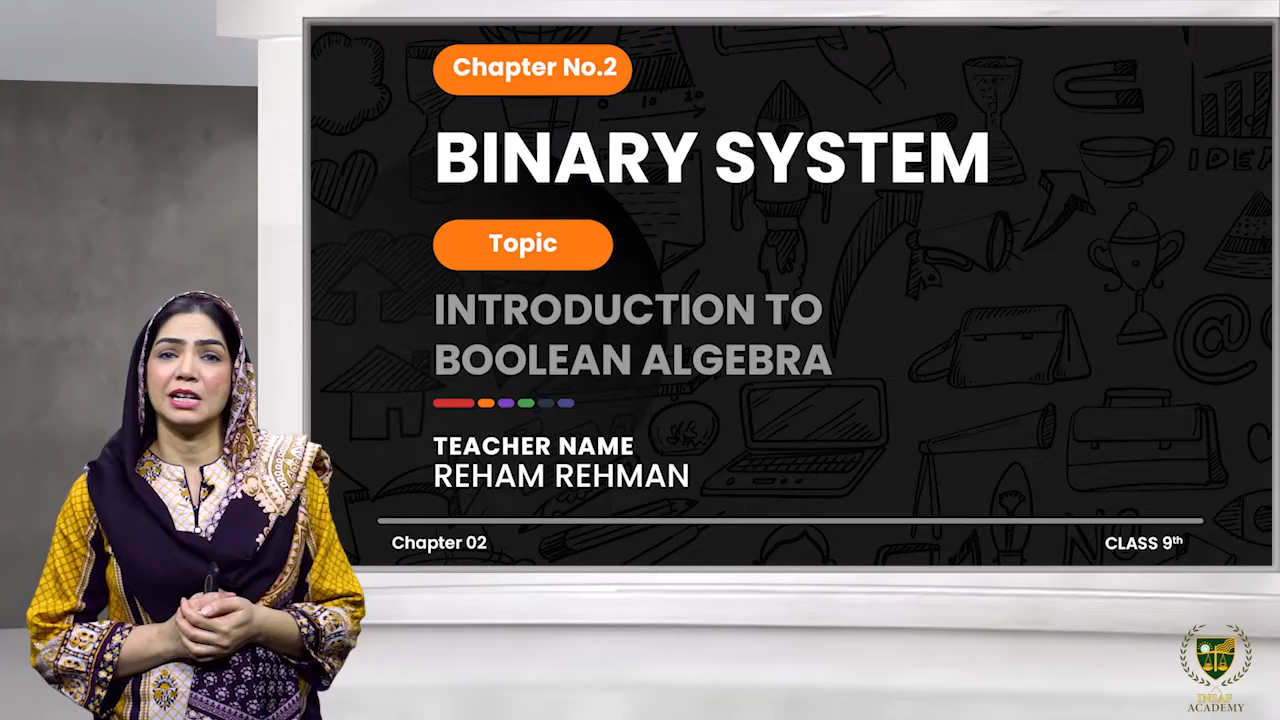 Chapter No.2
BINARY SYSTEM
Topic
INTRODUCTION TO
BOOLEAN ALGEBRA
TEACHER NAME
REHAM REHMAN
Chapter 02
CLASS 9th
IDEA
INSAF
ACADEMY